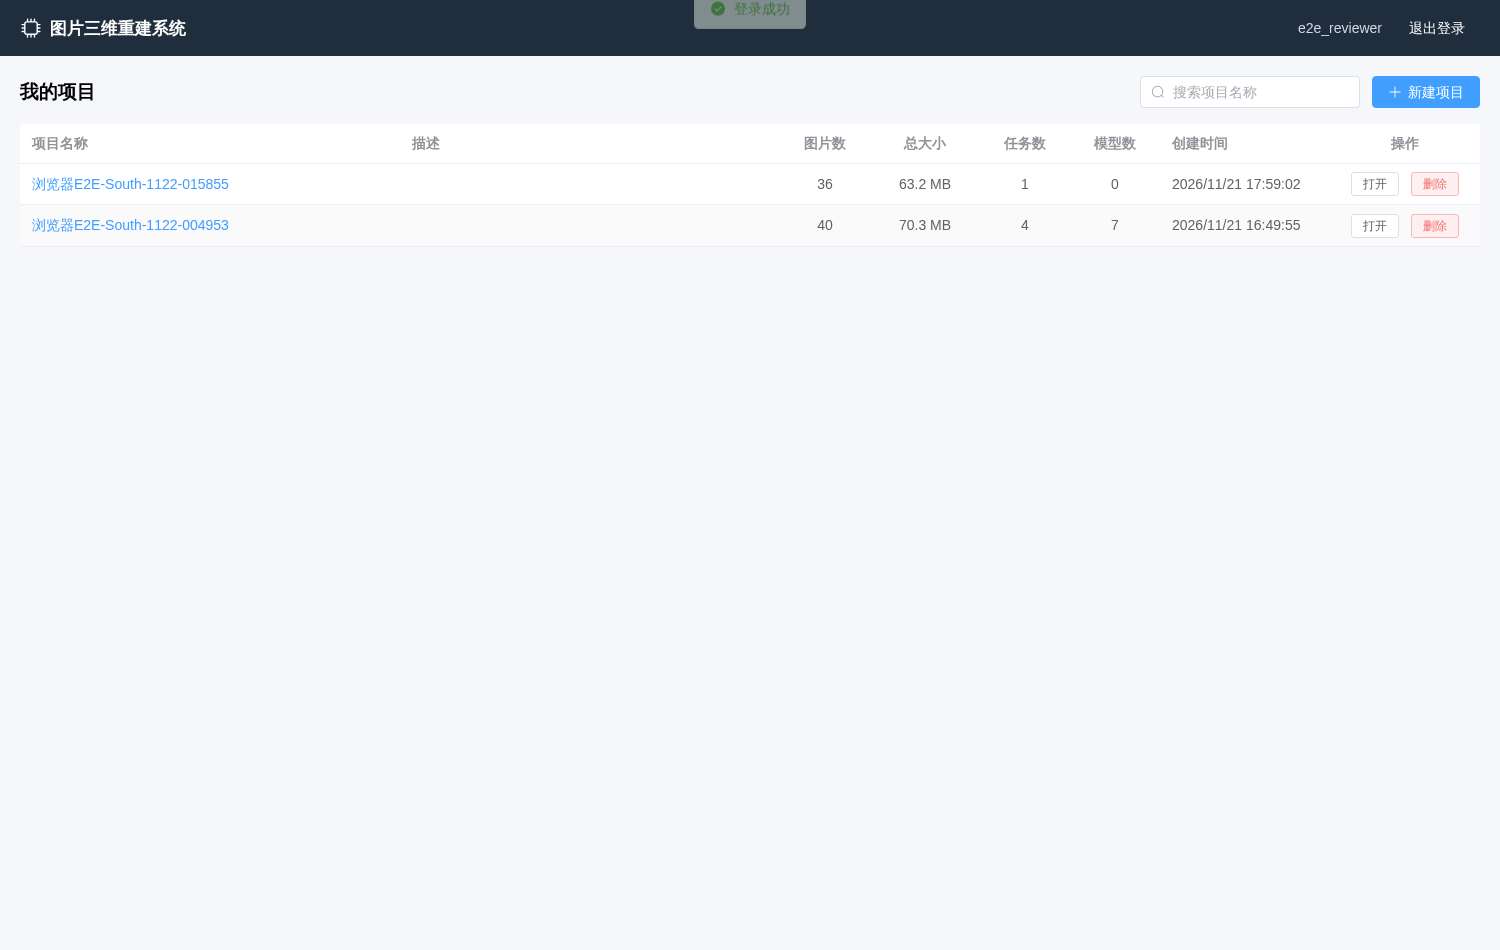 图片三维重建系统
登录成功
e2e_reviewer 退出登录
我的项目
搜索项目名称
新建项目
项目名称 描述 图片数 总大小 任务数 模型数 创建时间 操作
浏览器E2E-South-1122-015855 36 63.2 MB 1 0 2026/11/21 17:59:02 打开 删除
浏览器E2E-South-1122-004953 40 70.3 MB 4 7 2026/11/21 16:49:55 打开 删除